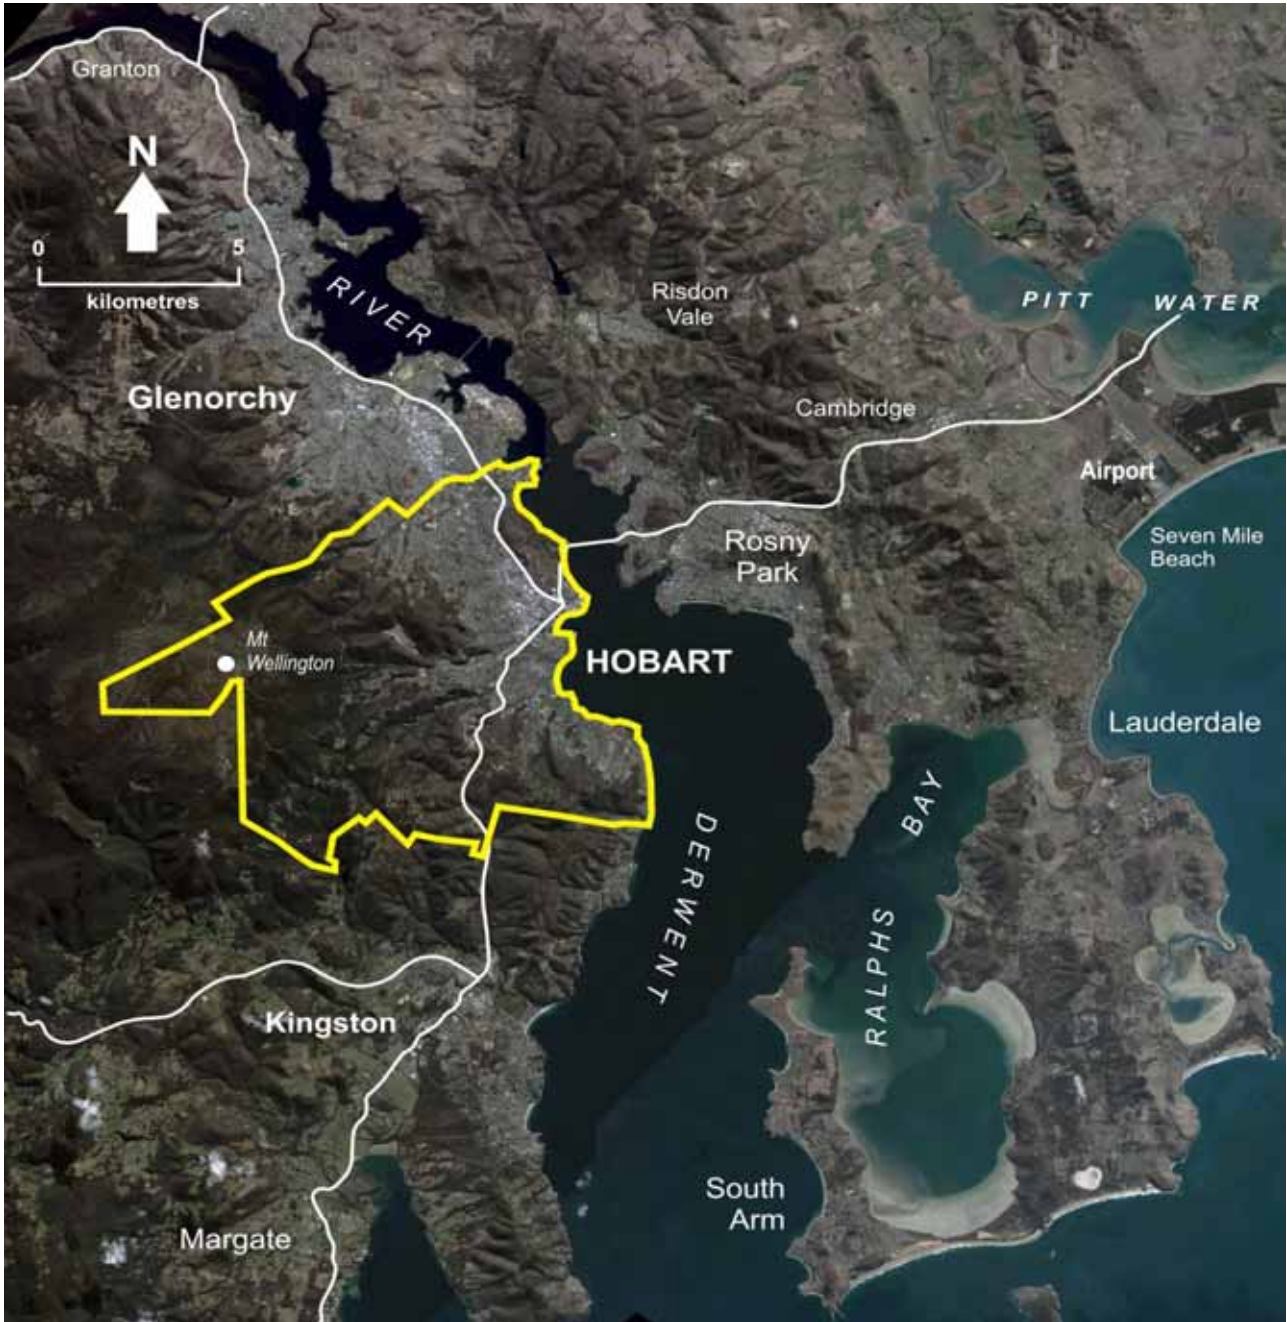 Granton
N
0 5
kilometres
RIVER
Risdon
Vale
PITT WATER
Glenorchy
Cambridge
Airport
Rosny
Park
Seven Mile
Beach
Mt
Wellington
HOBART
Lauderdale
DERWENT
RALPHS BAY
Kingston
South
Arm
Margate